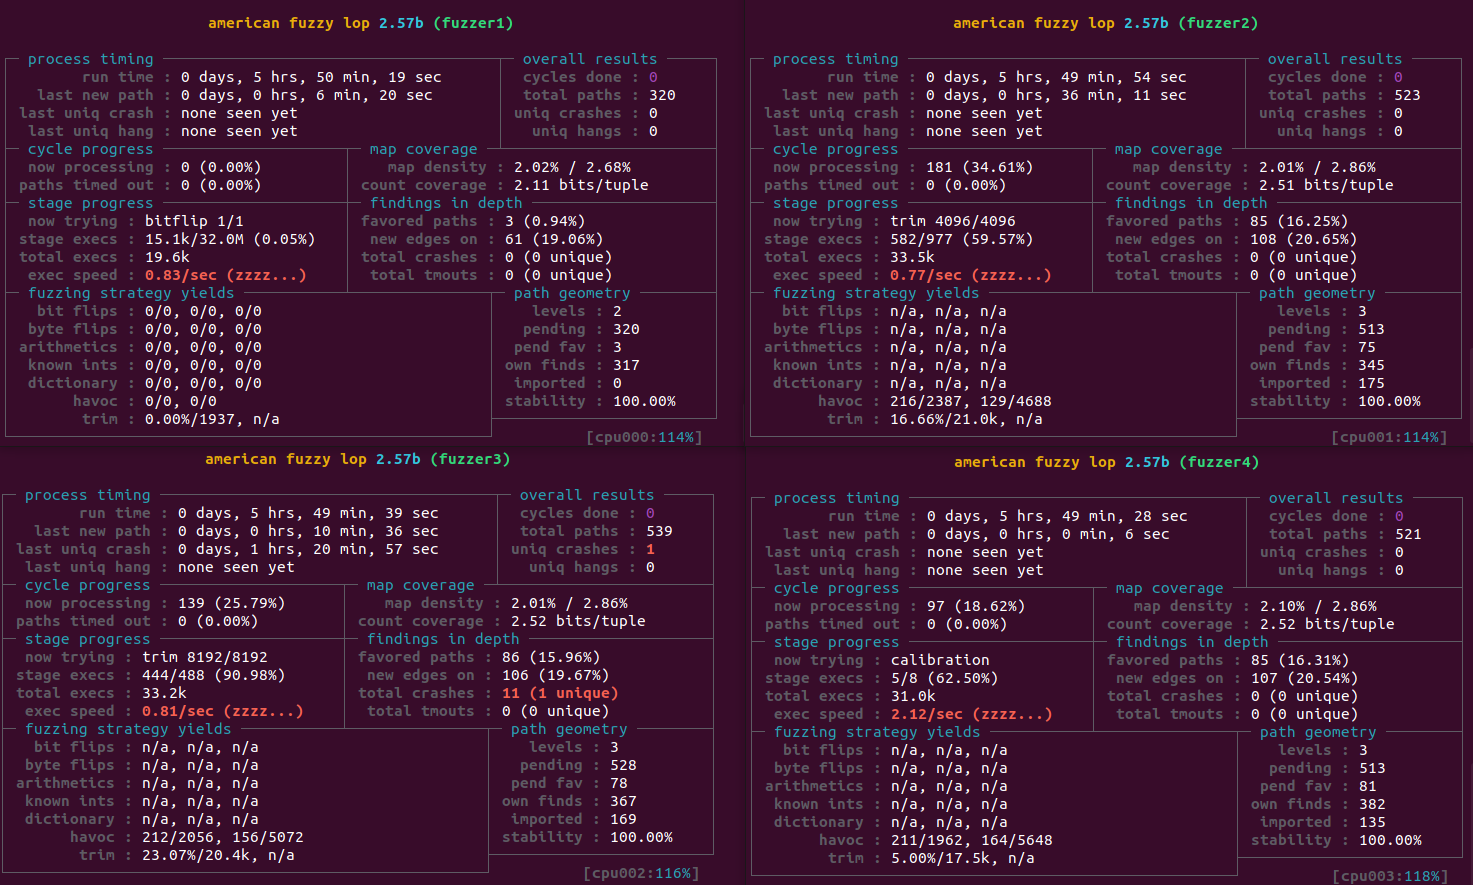 american fuzzy lop 2.57b (fuzzer1)
process timing
overall results
run time : 0 days, 5 hrs, 50 min, 19 sec
cycles done : 0
last new path : 0 days, 0 hrs, 6 min, 20 sec
total paths : 320
last uniq crash : none seen yet
uniq crashes : 0
last uniq hang : none seen yet
uniq hangs : 0
cycle progress
map coverage
now processing : 0 (0.00%)
map density : 2.02% / 2.68%
paths timed out : 0 (0.00%)
count coverage : 2.11 bits/tuple
stage progress
findings in depth
now trying : bitflip 1/1
favored paths : 3 (0.94%)
stage execs : 15.1k/32.0M (0.05%)
new edges on : 61 (19.06%)
total execs : 19.6k
total crashes : 0 (0 unique)
exec speed : 0.83/sec (zzzz...)
total tmouts : 0 (0 unique)
fuzzing strategy yields
path geometry
bit flips : 0/0, 0/0, 0/0
levels : 2
byte flips : 0/0, 0/0, 0/0
pending : 320
arithmetics : 0/0, 0/0, 0/0
pend fav : 3
known ints : 0/0, 0/0, 0/0
own finds : 317
dictionary : 0/0, 0/0, 0/0
imported : 0
havoc : 0/0, 0/0
stability : 100.00%
trim : 0.00%/1937, n/a
[cpu000:114%]
american fuzzy lop 2.57b (fuzzer2)
process timing
overall results
run time : 0 days, 5 hrs, 49 min, 54 sec
cycles done : 0
last new path : 0 days, 0 hrs, 36 min, 11 sec
total paths : 523
last uniq crash : none seen yet
uniq crashes : 0
last uniq hang : none seen yet
uniq hangs : 0
cycle progress
map coverage
now processing : 181 (34.61%)
map density : 2.01% / 2.86%
paths timed out : 0 (0.00%)
count coverage : 2.51 bits/tuple
stage progress
findings in depth
now trying : trim 4096/4096
favored paths : 85 (16.25%)
stage execs : 582/977 (59.57%)
new edges on : 108 (20.65%)
total execs : 33.5k
total crashes : 0 (0 unique)
exec speed : 0.77/sec (zzzz...)
total tmouts : 0 (0 unique)
fuzzing strategy yields
path geometry
bit flips : n/a, n/a, n/a
levels : 3
byte flips : n/a, n/a, n/a
pending : 513
arithmetics : n/a, n/a, n/a
pend fav : 75
known ints : n/a, n/a, n/a
own finds : 345
dictionary : n/a, n/a, n/a
imported : 175
havoc : 216/2387, 129/4688
stability : 100.00%
trim : 16.66%/21.0k, n/a
[cpu001:114%]
american fuzzy lop 2.57b (fuzzer3)
process timing
overall results
run time : 0 days, 5 hrs, 49 min, 39 sec
cycles done : 0
last new path : 0 days, 0 hrs, 10 min, 36 sec
total paths : 539
last uniq crash : 0 days, 1 hrs, 20 min, 57 sec
uniq crashes : 1
last uniq hang : none seen yet
uniq hangs : 0
cycle progress
map coverage
now processing : 139 (25.79%)
map density : 2.01% / 2.86%
paths timed out : 0 (0.00%)
count coverage : 2.52 bits/tuple
stage progress
findings in depth
now trying : trim 8192/8192
favored paths : 86 (15.96%)
stage execs : 444/488 (90.98%)
new edges on : 106 (19.67%)
total execs : 33.2k
total crashes : 11 (1 unique)
exec speed : 0.81/sec (zzzz...)
total tmouts : 0 (0 unique)
fuzzing strategy yields
path geometry
bit flips : n/a, n/a, n/a
levels : 3
byte flips : n/a, n/a, n/a
pending : 528
arithmetics : n/a, n/a, n/a
pend fav : 78
known ints : n/a, n/a, n/a
own finds : 367
dictionary : n/a, n/a, n/a
imported : 169
havoc : 212/2056, 156/5072
stability : 100.00%
trim : 23.07%/20.4k, n/a
[cpu002:116%]
american fuzzy lop 2.57b (fuzzer4)
process timing
overall results
run time : 0 days, 5 hrs, 49 min, 28 sec
cycles done : 0
last new path : 0 days, 0 hrs, 0 min, 6 sec
total paths : 521
last uniq crash : none seen yet
uniq crashes : 0
last uniq hang : none seen yet
uniq hangs : 0
cycle progress
map coverage
now processing : 97 (18.62%)
map density : 2.10% / 2.86%
paths timed out : 0 (0.00%)
count coverage : 2.52 bits/tuple
stage progress
findings in depth
now trying : calibration
favored paths : 85 (16.31%)
stage execs : 5/8 (62.50%)
new edges on : 107 (20.54%)
total execs : 31.0k
total crashes : 0 (0 unique)
exec speed : 2.12/sec (zzzz...)
total tmouts : 0 (0 unique)
fuzzing strategy yields
path geometry
bit flips : n/a, n/a, n/a
levels : 3
byte flips : n/a, n/a, n/a
pending : 513
arithmetics : n/a, n/a, n/a
pend fav : 81
known ints : n/a, n/a, n/a
own finds : 382
dictionary : n/a, n/a, n/a
imported : 135
havoc : 211/1962, 164/5648
stability : 100.00%
trim : 5.00%/17.5k, n/a
[cpu003:118%]